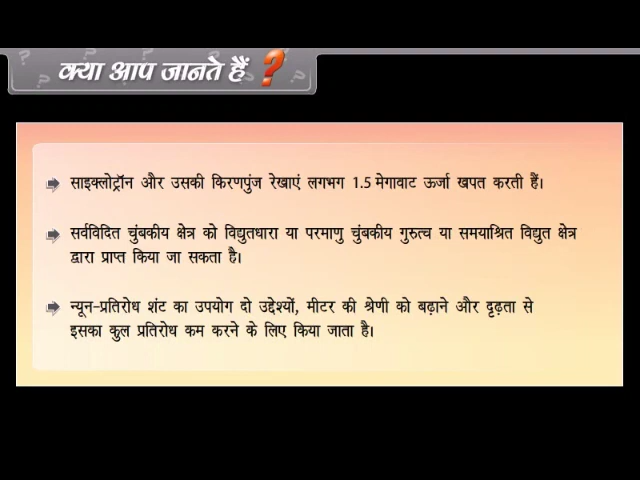 क्या आप जानते हैं ?
साइक्लोट्रॉन और उसकी किरणपुंज रेखाएं लगभग 1.5 मेगावाट ऊर्जा खपत करती हैं।
सर्वविदित चुंबकीय क्षेत्र को विद्युतधारा या परमाणु चुंबकीय गुरुत्व या समयाश्रित विद्युत क्षेत्र
द्वारा प्राप्त किया जा सकता है।
न्यून-प्रतिरोध शंट का उपयोग दो उद्देश्यों, मीटर की श्रेणी को बढ़ाने और दृढ़ता से
इसका कुल प्रतिरोध कम करने के लिए किया जाता है।